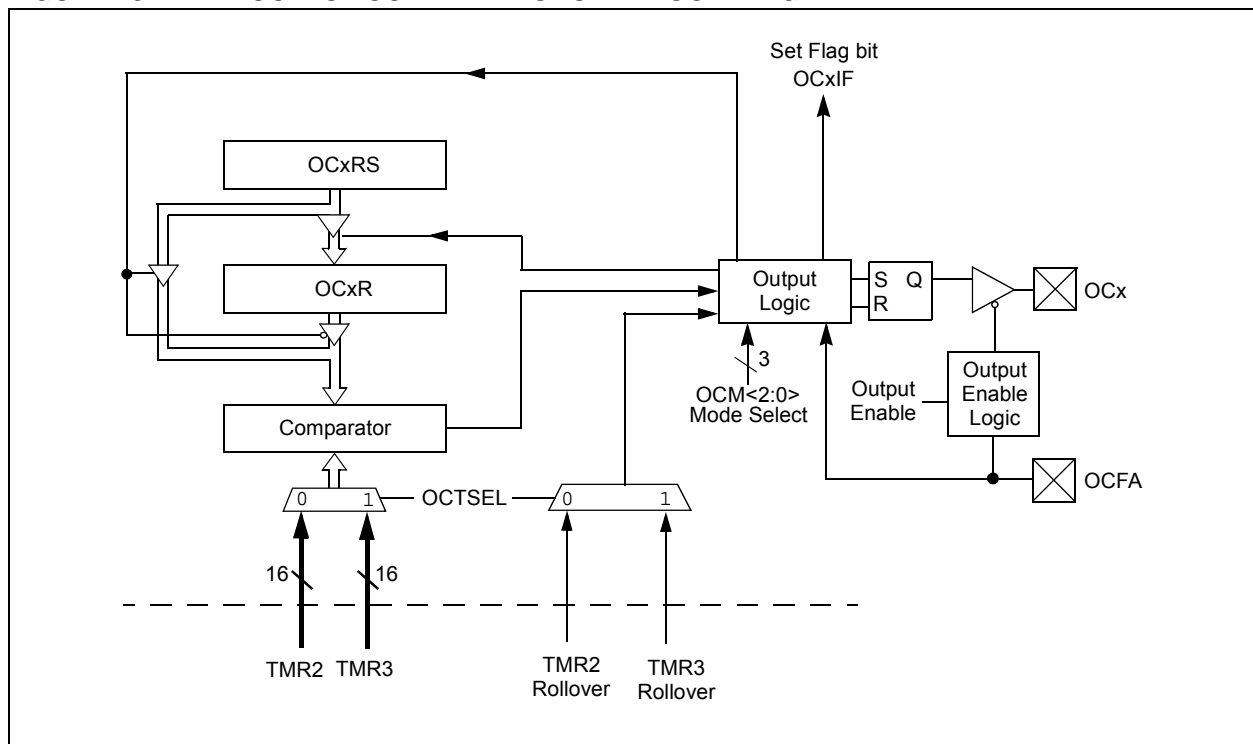 Set Flag bit
OCxIF
OCxRS
OCxR
Comparator
0 1
OCTSEL
0 1
16
16
TMR2
TMR3
TMR2
Rollover
TMR3
Rollover
Output
Logic
3
OCM<2:0>
Mode Select
S Q
R
OCx
Output
Enable
Output
Enable
Logic
OCFA